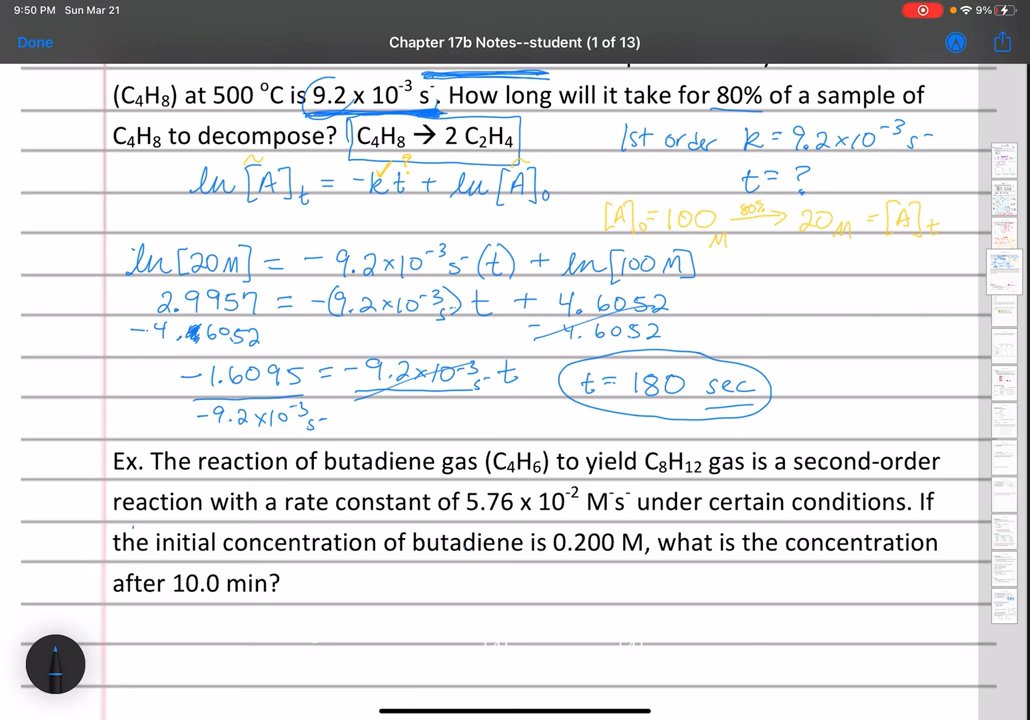 9:50 PM Sun Mar 21
9%
Done
Chapter 17b Notes--student (1 of 13)
(C4H8) at 500 °C is 9.2 x 10⁻³ s⁻. How long will it take for 80% of a sample of
C4H8 to decompose? C4H8 → 2 C2H4
1st order k = 9.2×10⁻³ s⁻
ln [A]t = -kt + ln [A]₀
?
t = ?
[A]₀ = 100 M 80% → 20 M = [A]t
ln [20 M] = - 9.2×10⁻³ s⁻ (t) + ln [100 M]
2.9957 = -(9.2×10⁻³ s⁻) t + 4.6052
- 4.6052 - 4.6052
-1.6095 = -9.2×10⁻³ s⁻ t
-9.2×10⁻³ s⁻
t = 180 sec
Ex. The reaction of butadiene gas (C4H6) to yield C8H12 gas is a second-order
reaction with a rate constant of 5.76 x 10⁻² M⁻s⁻ under certain conditions. If
the initial concentration of butadiene is 0.200 M, what is the concentration
after 10.0 min?